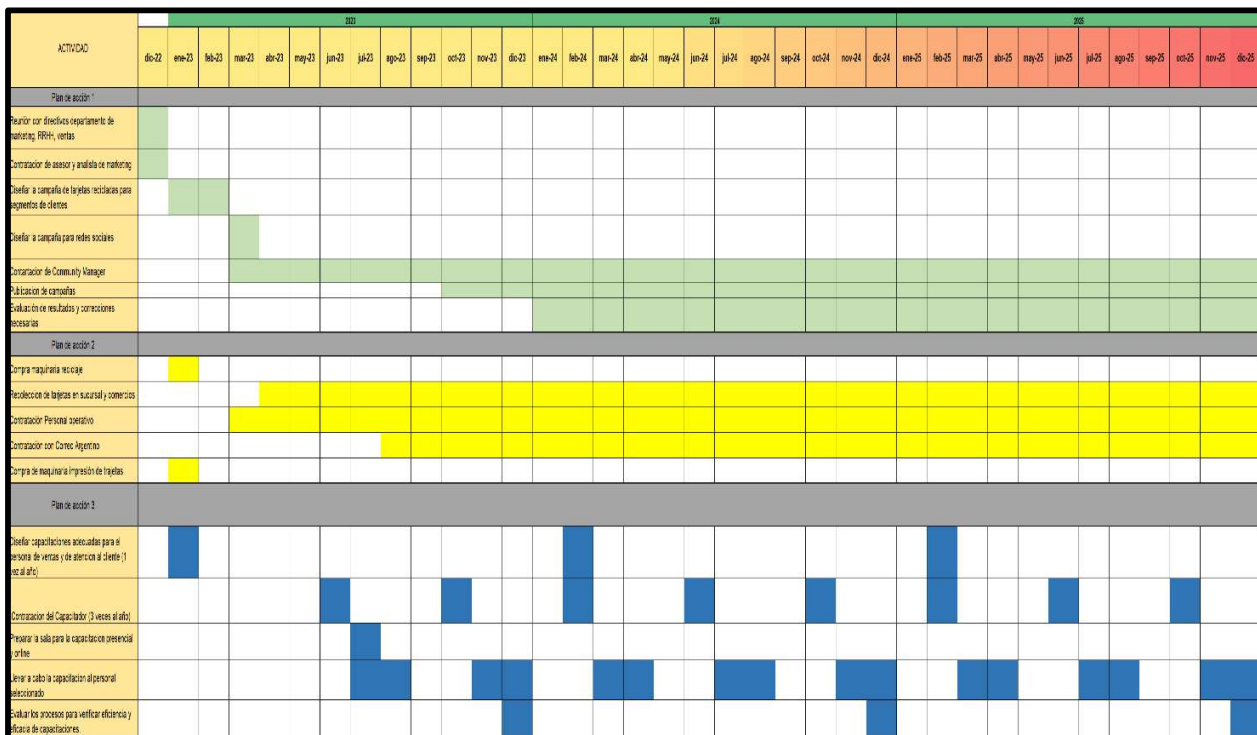 2023 2024 2025
ACTIVIDAD
dic-22 ene-23 feb-23 mar-23 abr-23 may-23 jun-23 jul-23 ago-23 sep-23 oct-23 nov-23 dic-23 ene-24 feb-24 mar-24 abr-24 may-24 jun-24 jul-24 ago-24 sep-24 oct-24 nov-24 dic-24 ene-25 feb-25 mar-25 abr-25 may-25 jun-25 jul-25 ago-25 sep-25 oct-25 nov-25 dic-25
Plan de acción 1
Reunión con directivos departamento de
marketing, RRHH, ventas
Contratacion de asesor y analista de marketing
Diseñar la campaña de tarjetas recicladas para
segmentos de clientes
Diseñar la campaña para redes sociales
Contartacion de Community Manager
Publicacion de campañas
Evaluación de resultados y correcciones
necesarias
Plan de acción 2
Compra maquinaria reciclaje
Recoleccion de tarjetas en sucursal y comercios
Contratación Personal operativo
Contratación con Correo Argentino
Compra de maquinaria impresión de trajetas
Plan de acción 3
Diseñar capacitaciones adecuadas para el
personal de ventas y de atencion al cliente (1
vez al año)
Contratacion del Capacitador (3 veces al año)
Preparar la sala para la capacitacion presencial
y online
Llevar a cabo la capacitacion al personal
seleccionado
Evaluar los procesos para verificar eficiencia y
eficacia de capacitaciones.